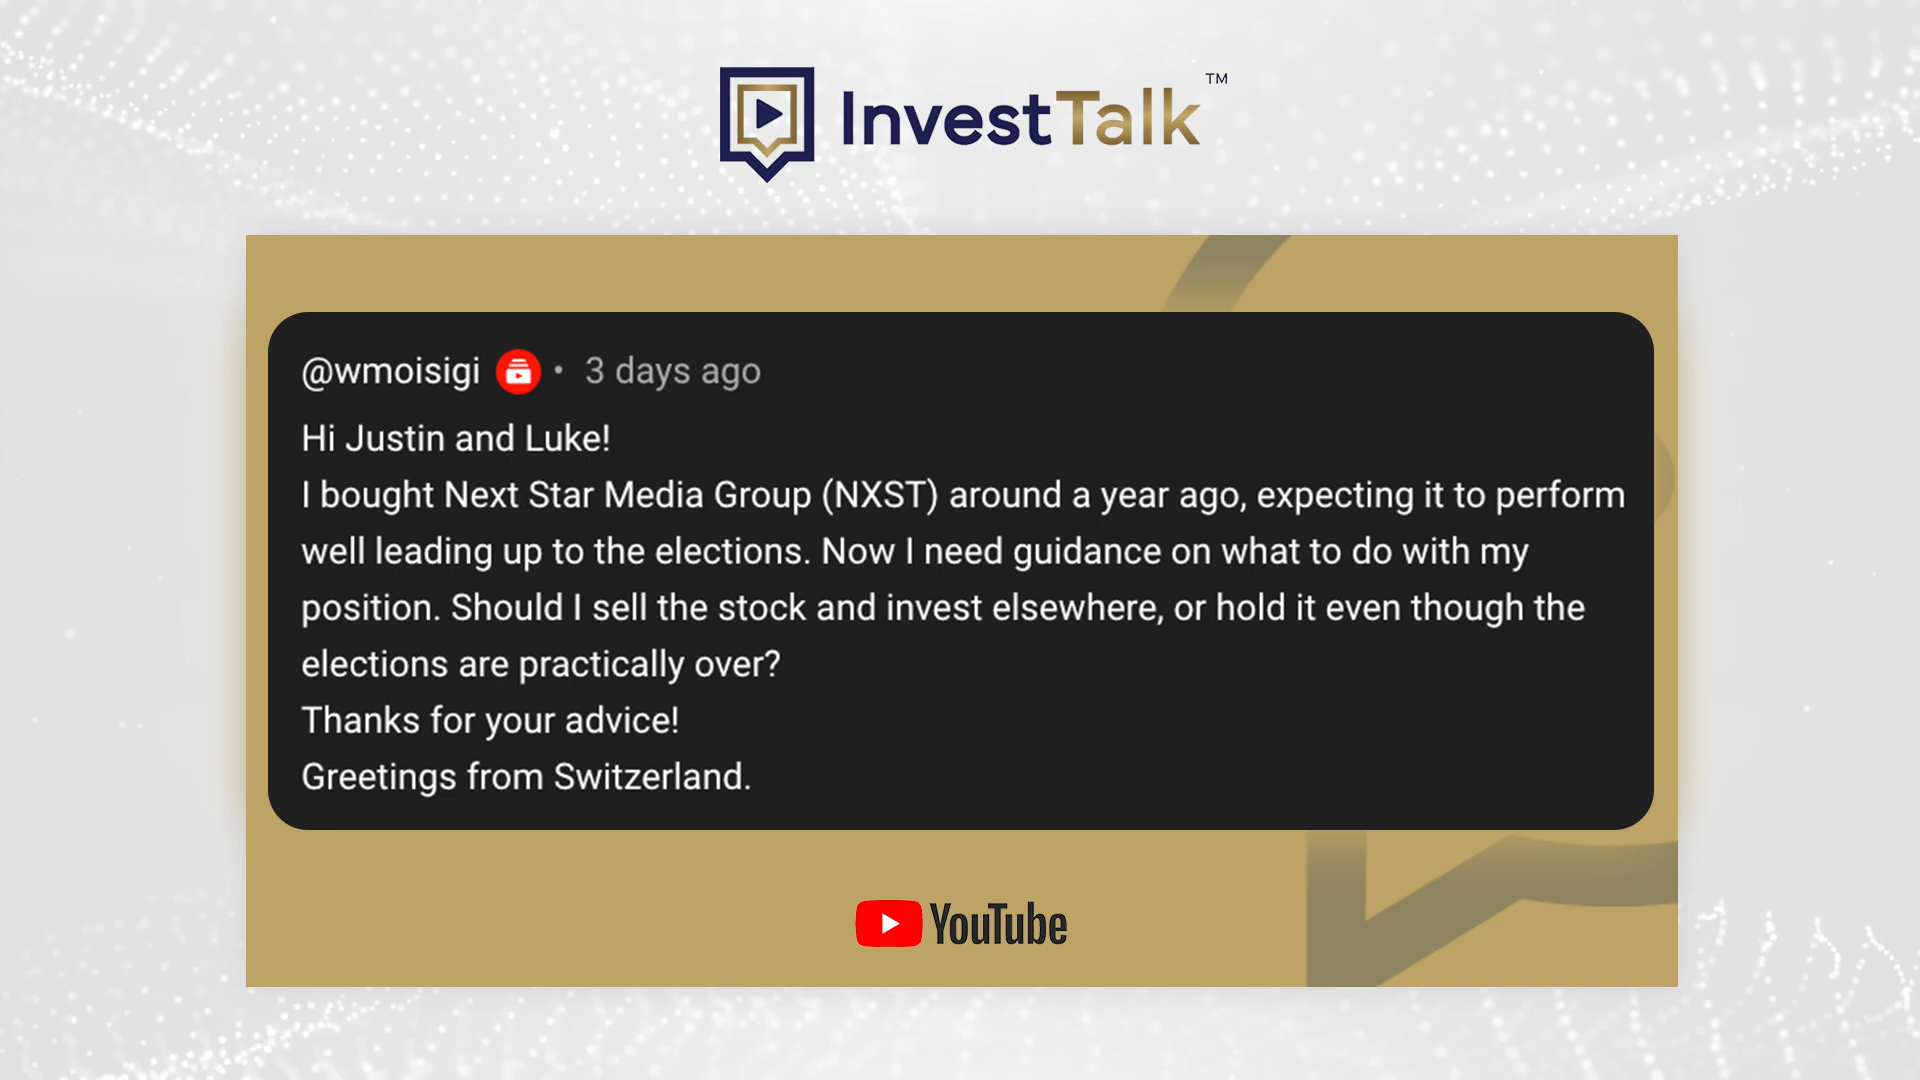 InvestTalk™
@wmoisigi • 3 days ago
Hi Justin and Luke!
I bought Next Star Media Group (NXST) around a year ago, expecting it to perform
well leading up to the elections. Now I need guidance on what to do with my
position. Should I sell the stock and invest elsewhere, or hold it even though the
elections are practically over?
Thanks for your advice!
Greetings from Switzerland.
YouTube